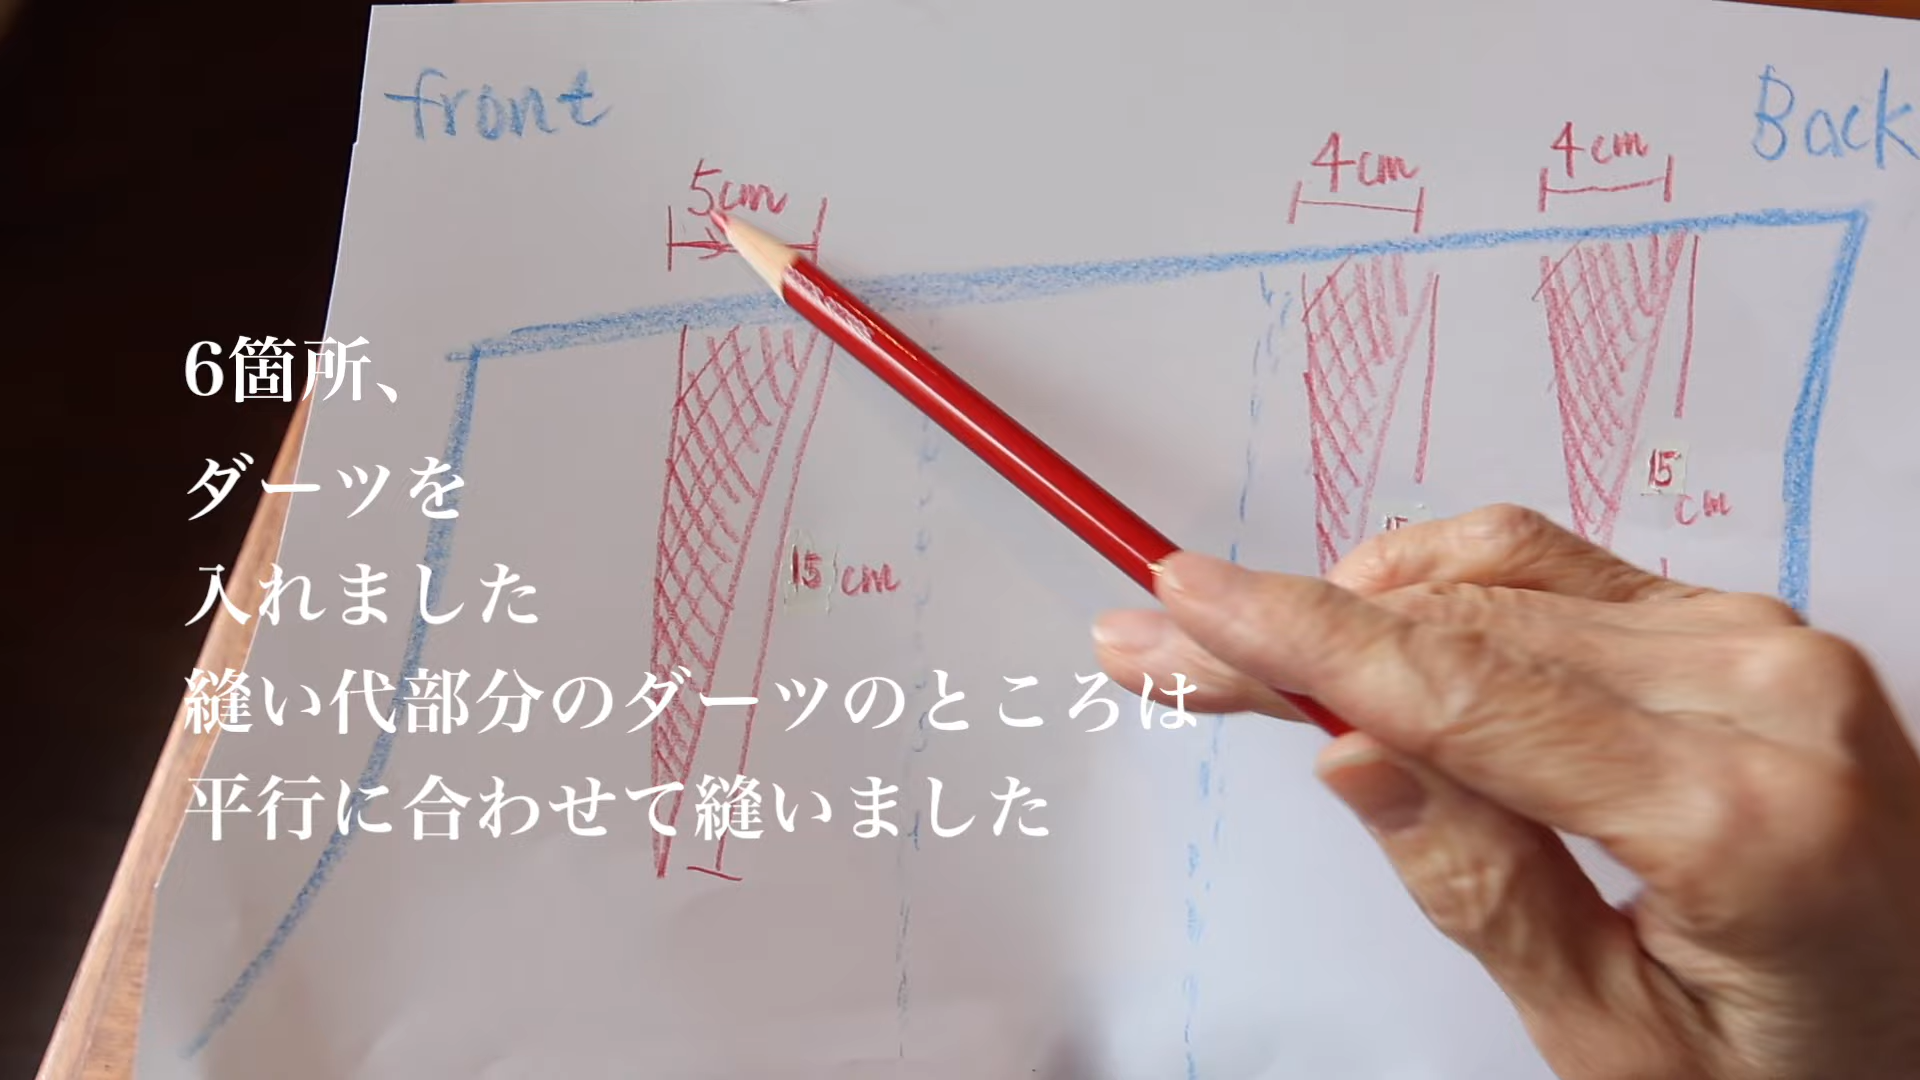 front
Back
5cm
4cm
4cm
15 cm
15
15
cm
6箇所、
ダーツを
入れました
縫い代部分のダーツのところは
平行に合わせて縫いました